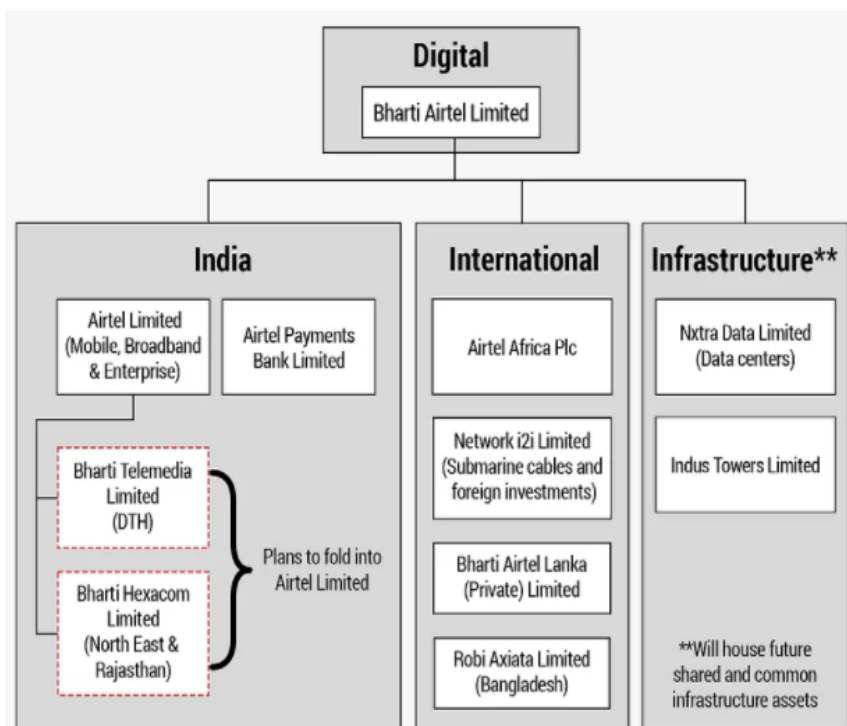 Digital
Bharti Airtel Limited
India
Airtel Limited
(Mobile, Broadband
& Enterprise)
Airtel Payments
Bank Limited
Bharti Telemedia
Limited
(DTH)
Bharti Hexacom
Limited
(North East &
Rajasthan)
Plans to fold into
Airtel Limited
International
Airtel Africa Plc
Network i2i Limited
(Submarine cables and
foreign investments)
Bharti Airtel Lanka
(Private) Limited
Robi Axiata Limited
(Bangladesh)
Infrastructure**
Nxtra Data Limited
(Data centers)
Indus Towers Limited
**Will house future
shared and common
infrastructure assets